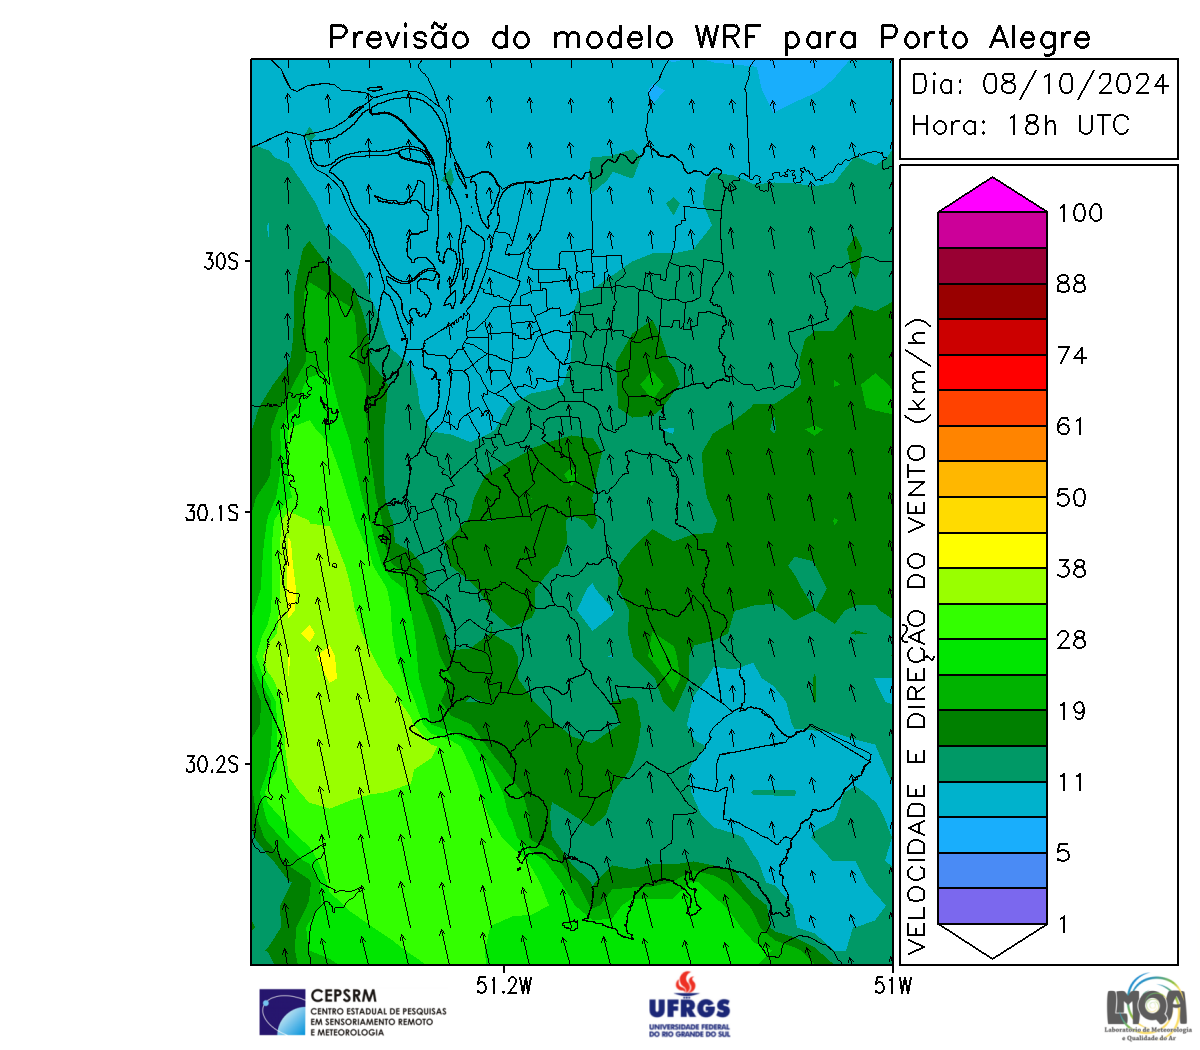 Previsão do modelo WRF para Porto Alegre
Dia: 08/10/2024
Hora: 18h UTC
100
88
74
61
50
38
28
19
11
5
1
VELOCIDADE E DIREÇÃO DO VENTO (km/h)
30S
30.1S
30.2S
51.2W
51W
CEPSRM
CENTRO ESTADUAL DE PESQUISAS
EM SENSORIAMENTO REMOTO
E METEOROLOGIA
UFRGS
UNIVERSIDADE FEDERAL
DO RIO GRANDE DO SUL
LMQA
Laboratório de Meteorologia
e Qualidade do Ar